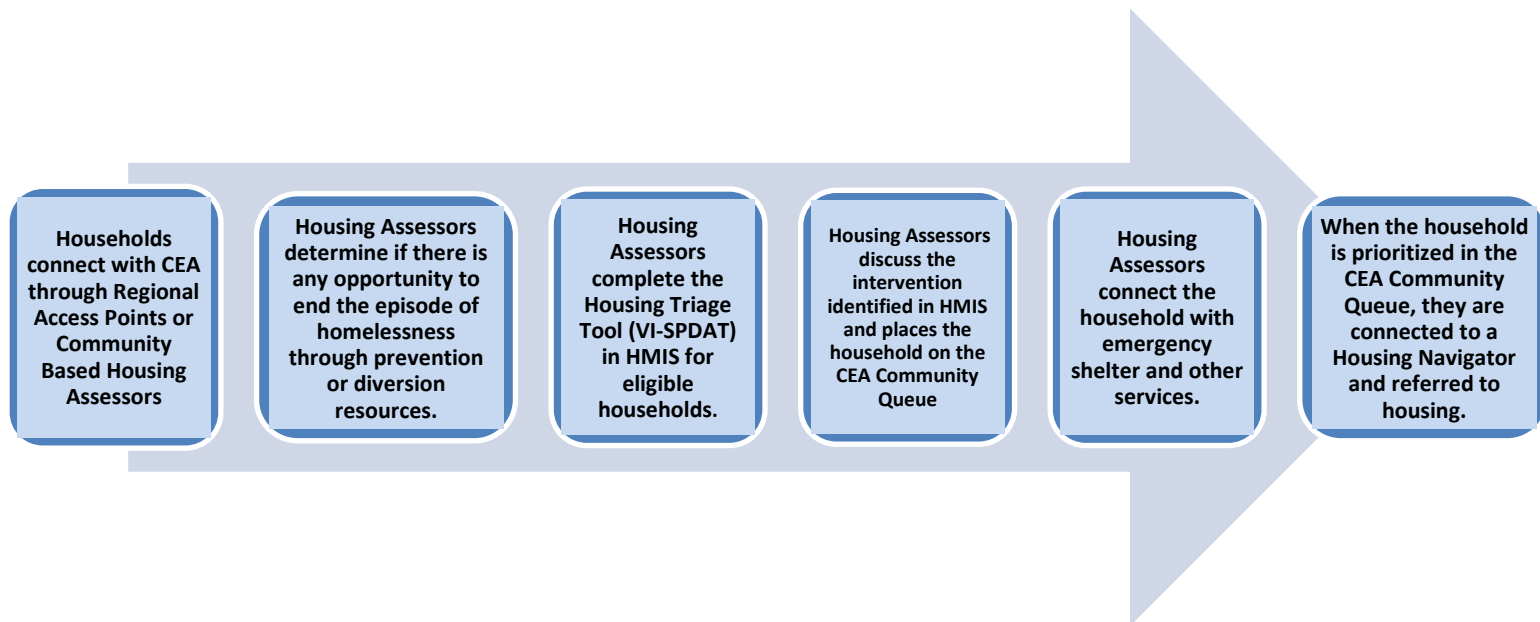 Households
connect with CEA
through Regional
Access Points or
Community
Based Housing
Assessors
Housing Assessors
determine if there is
any opportunity to
end the episode of
homelessness
through prevention
or diversion
resources.
Housing
Assessors
complete the
Housing Triage
Tool (VI-SPDAT)
in HMIS for
eligible
households.
Housing Assessors
discuss the
intervention
identified in HMIS
and places the
household on the
CEA Community
Queue
Housing
Assessors
connect the
household with
emergency
shelter and other
services.
When the household
is prioritized in the
CEA Community
Queue, they are
connected to a
Housing Navigator
and referred to
housing.